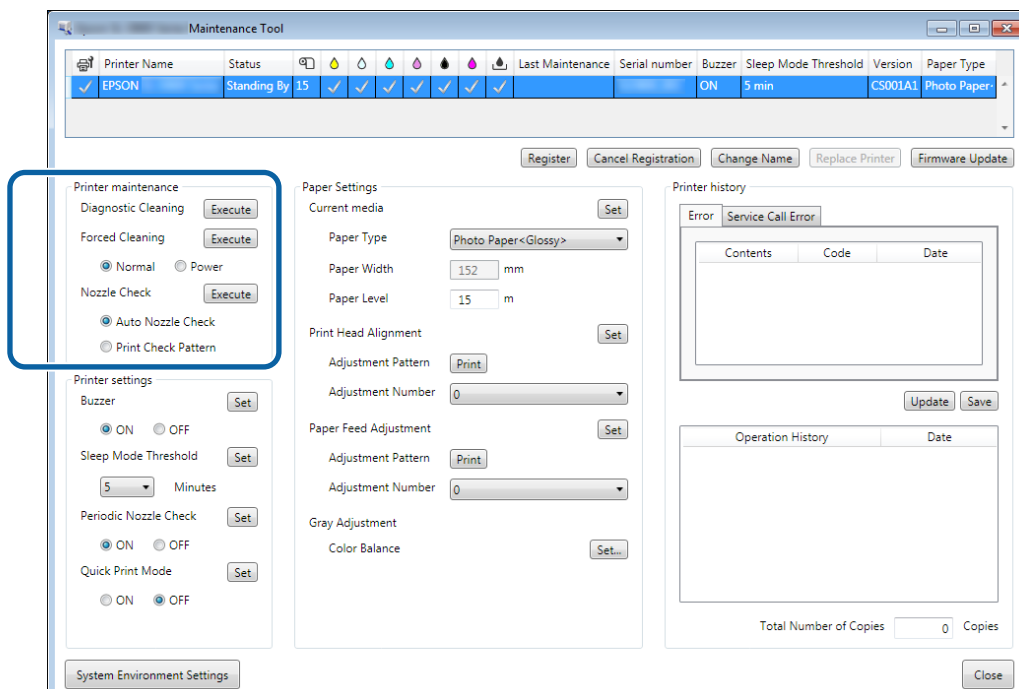 Maintenance Tool
Printer Name Status Last Maintenance Serial number Buzzer Sleep Mode Threshold Version Paper Type
EPSON Standing By 15 ON 5 min CS001A1 Photo Paper
Register Cancel Registration Change Name Replace Printer Firmware Update
Printer maintenance
Diagnostic Cleaning Execute
Forced Cleaning Execute
Normal Power
Nozzle Check Execute
Auto Nozzle Check
Print Check Pattern
Printer settings
Buzzer Set
ON OFF
Sleep Mode Threshold Set
5 Minutes
Periodic Nozzle Check Set
ON OFF
Quick Print Mode Set
ON OFF
Paper Settings
Current media Set
Paper Type Photo Paper<Glossy>
Paper Width 152 mm
Paper Level 15 m
Print Head Alignment Set
Adjustment Pattern Print
Adjustment Number 0
Paper Feed Adjustment Set
Adjustment Pattern Print
Adjustment Number 0
Gray Adjustment
Color Balance Set...
Printer history
Error Service Call Error
Contents Code Date
Update Save
Operation History Date
Total Number of Copies 0 Copies
System Environment Settings Close